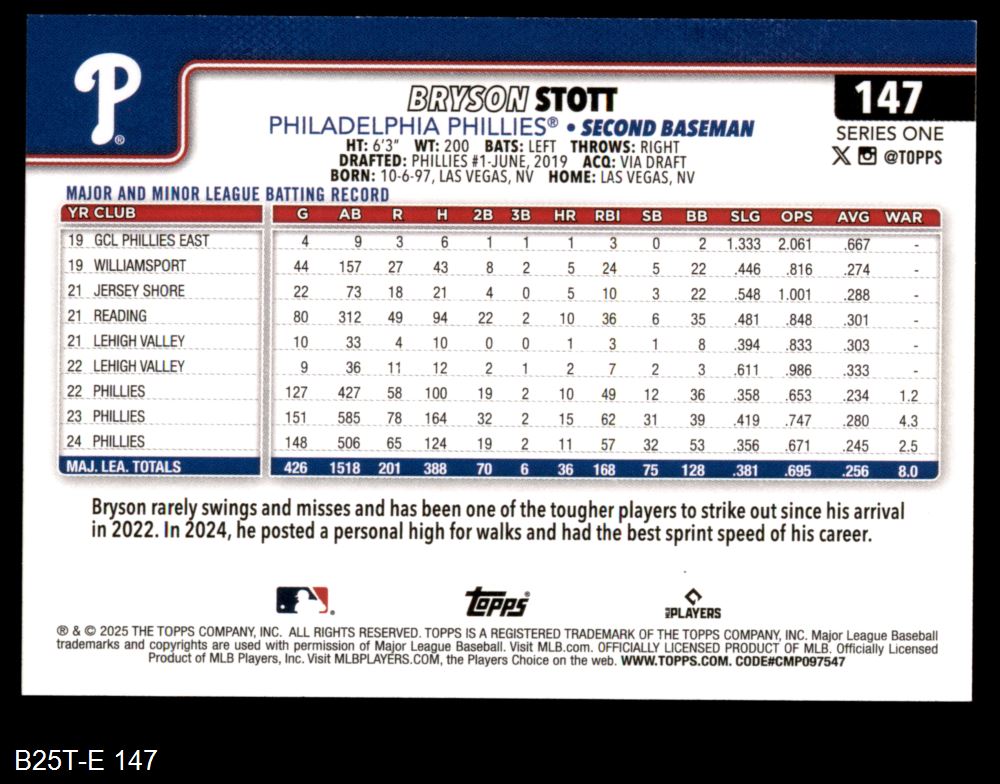 P®
BRYSON STOTT
147
PHILADELPHIA PHILLIES® • SECOND BASEMAN
SERIES ONE
HT: 6'3" WT: 200 BATS: LEFT THROWS: RIGHT
@TOPPS
DRAFTED: PHILLIES #1-JUNE, 2019 ACQ: VIA DRAFT
BORN: 10-6-97, LAS VEGAS, NV HOME: LAS VEGAS, NV
MAJOR AND MINOR LEAGUE BATTING RECORD
YR CLUB G AB R H 2B 3B HR RBI SB BB SLG OPS AVG WAR
19 GCL PHILLIES EAST 4 9 3 6 1 1 1 3 0 2 1.333 2.061 .667 -
19 WILLIAMSPORT 44 157 27 43 8 2 5 24 5 22 .446 .816 .274 -
21 JERSEY SHORE 22 73 18 21 4 0 5 10 3 22 .548 1.001 .288 -
21 READING 80 312 49 94 22 2 10 36 6 35 .481 .848 .301 -
21 LEHIGH VALLEY 10 33 4 10 0 0 1 3 1 8 .394 .833 .303 -
22 LEHIGH VALLEY 9 36 11 12 2 1 2 7 2 3 .611 .986 .333 -
22 PHILLIES 127 427 58 100 19 2 10 49 12 36 .358 .653 .234 1.2
23 PHILLIES 151 585 78 164 32 2 15 62 31 39 .419 .747 .280 4.3
24 PHILLIES 148 506 65 124 19 2 11 57 32 53 .356 .671 .245 2.5
MAJ. LEA. TOTALS 426 1518 201 388 70 6 36 168 75 128 .381 .695 .256 8.0
Bryson rarely swings and misses and has been one of the tougher players to strike out since his arrival
in 2022. In 2024, he posted a personal high for walks and had the best sprint speed of his career.
Topps®
PLAYERS
® & © 2025 THE TOPPS COMPANY, INC. ALL RIGHTS RESERVED. TOPPS IS A REGISTERED TRADEMARK OF THE TOPPS COMPANY, INC. Major League Baseball
trademarks and copyrights are used with permission of Major League Baseball. Visit MLB.com. OFFICIALLY LICENSED PRODUCT OF MLB. Officially Licensed
Product of MLB Players, Inc. Visit MLBPLAYERS.COM, the Players Choice on the web. WWW.TOPPS.COM. CODE#CMP097547
B25T-E 147